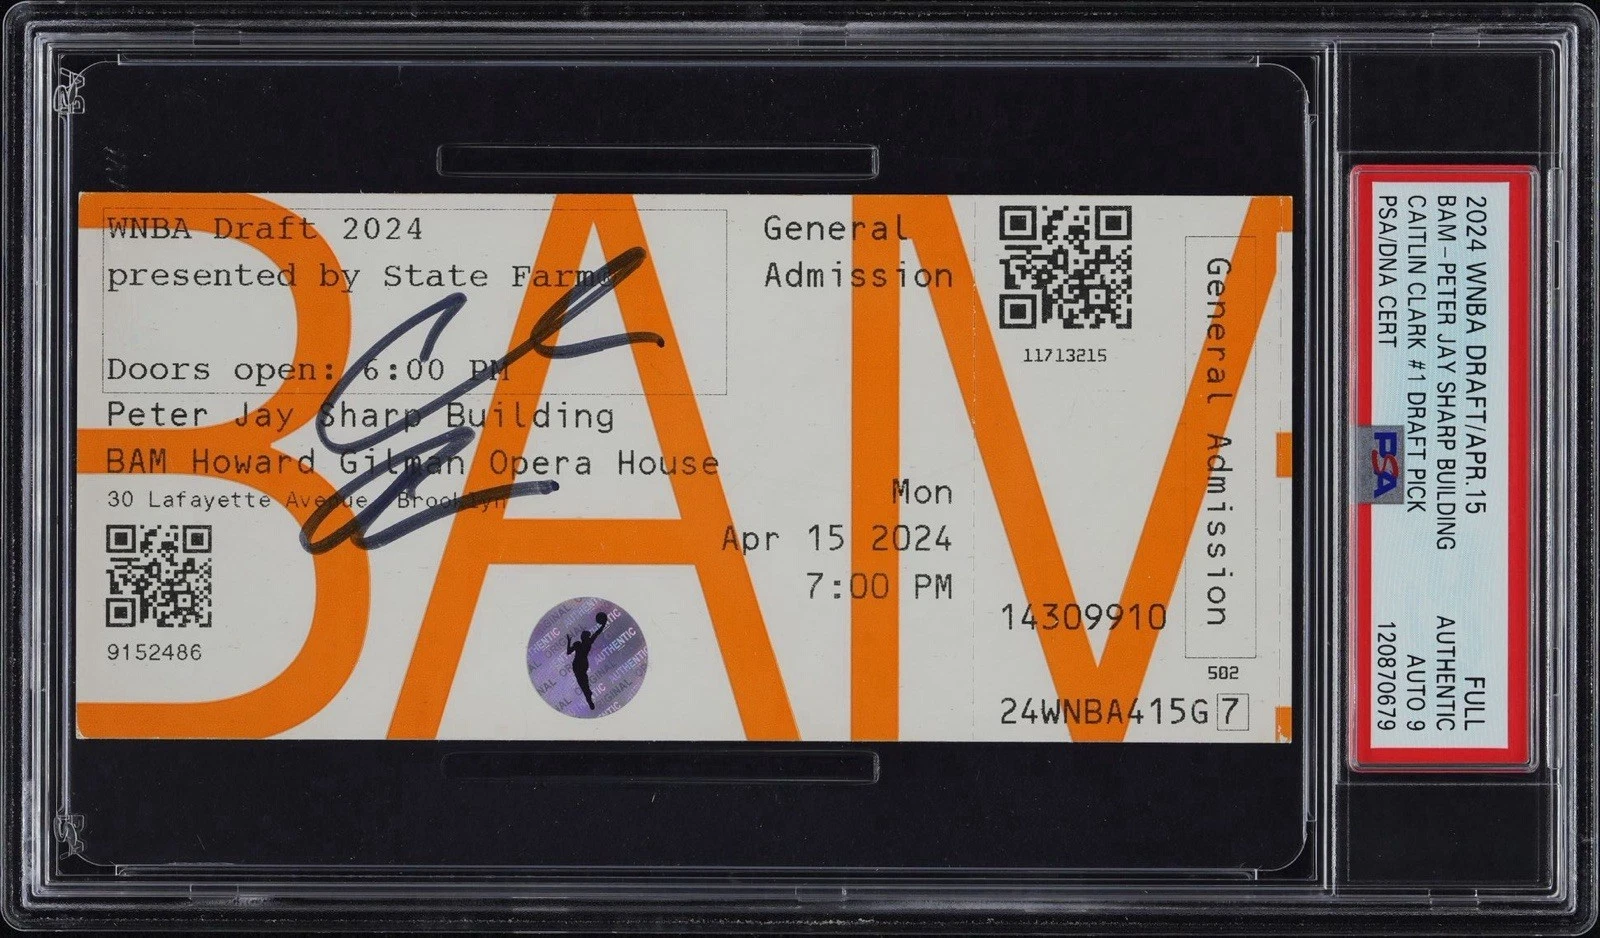 WNBA Draft 2024
presented by State Farm®
Doors open: 6:00 PM
Peter Jay Sharp Building
BAM Howard Gilman Opera House
30 Lafayette Avenue, Brooklyn
9152486
General
Admission
Mon
Apr 15 2024
7:00 PM
11713215
14309910
24WNBA415G7
General Admission
502
BAM
ORIGINAL AUTHENTIC
2024 WNBA DRAFT/APR.15 FULL
BAM-PETER JAY SHARP BUILDING AUTHENTIC
CAITLIN CLARK #1 DRAFT PICK AUTO 9
PSA/DNA CERT 120870679
PSA